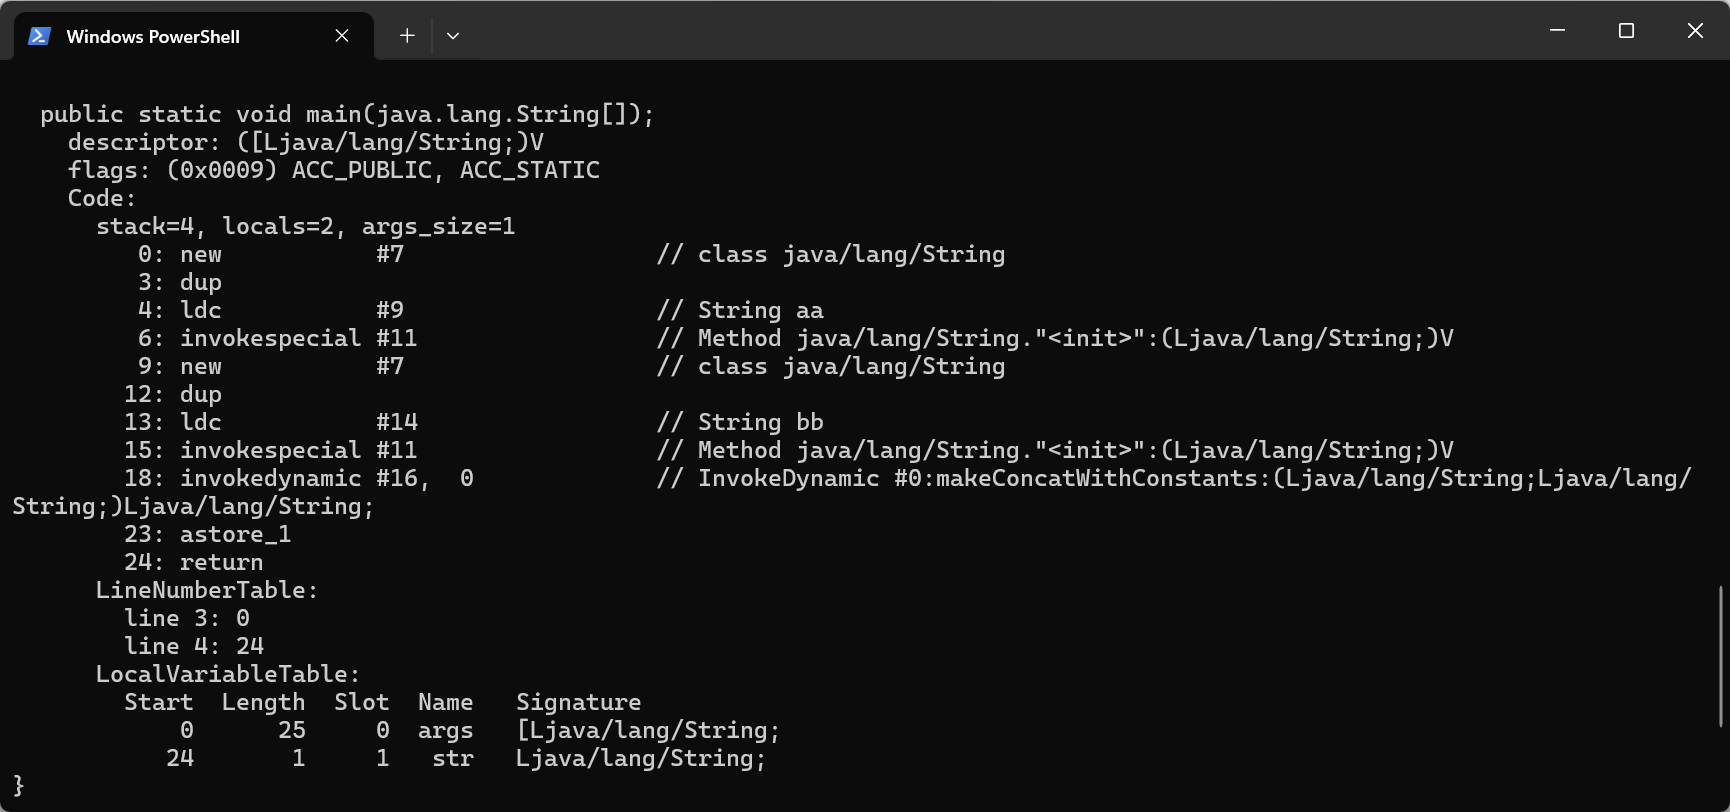 Windows PowerShell
public static void main(java.lang.String[]);
descriptor: ([Ljava/lang/String;)V
flags: (0x0009) ACC_PUBLIC, ACC_STATIC
Code:
stack=4, locals=2, args_size=1
0: new #7 // class java/lang/String
3: dup
4: ldc #9 // String aa
6: invokespecial #11 // Method java/lang/String."<init>":(Ljava/lang/String;)V
9: new #7 // class java/lang/String
12: dup
13: ldc #14 // String bb
15: invokespecial #11 // Method java/lang/String."<init>":(Ljava/lang/String;)V
18: invokedynamic #16, 0 // InvokeDynamic #0:makeConcatWithConstants:(Ljava/lang/String;Ljava/lang/
String;)Ljava/lang/String;
23: astore_1
24: return
LineNumberTable:
line 3: 0
line 4: 24
LocalVariableTable:
Start Length Slot Name Signature
0 25 0 args [Ljava/lang/String;
24 1 1 str Ljava/lang/String;
}